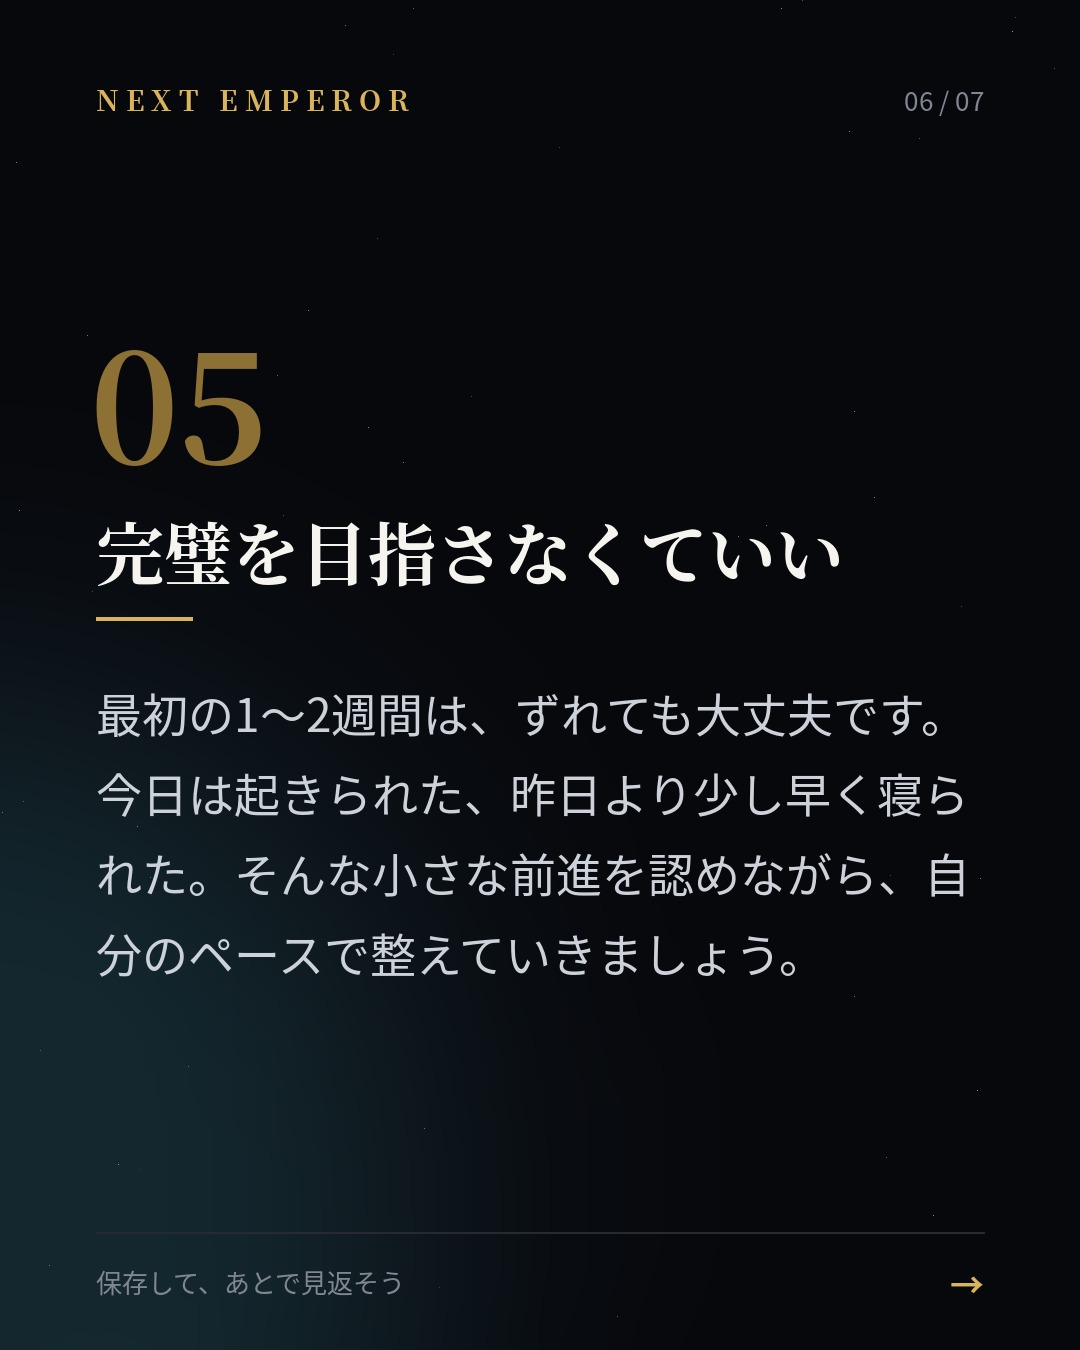 NEXT EMPEROR
06 / 07
05
完璧を目指さなくていい
最初の1〜2週間は、ずれても大丈夫です。
今日は起きられた、昨日より少し早く寝ら
れた。そんな小さな前進を認めながら、自
分のペースで整えていきましょう。
保存して、あとで見返そう
→